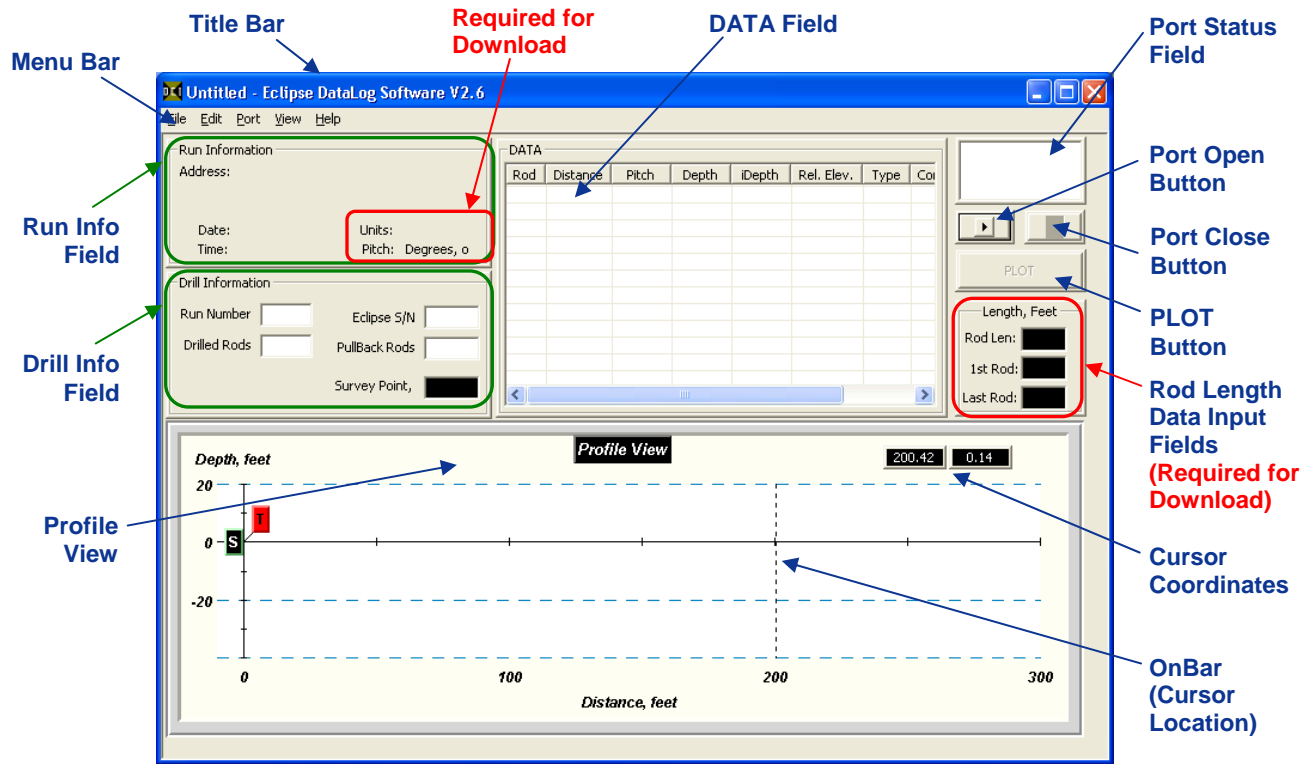 Title Bar
Required for
Download
DATA Field
Port Status
Field
Menu Bar
Untitled - Eclipse DataLog Software V2.6
File Edit Port View Help
Run Information
Address:
Date:
Time:
Units:
Pitch: Degrees, o
DATA
Rod Distance Pitch Depth iDepth Rel. Elev. Type Co
Port Open
Button
Port Close
Button
Run Info
Field
PLOT
Drill Information
Run Number
Eclipse S/N
Drilled Rods
PullBack Rods
Survey Point,
Length, Feet
Rod Len:
1st Rod:
Last Rod:
PLOT
Button
Drill Info
Field
Rod Length
Data Input
Fields
(Required for
Download)
Profile View
Depth, feet
200.42 0.14
20
T
S
0
-20
0 100 200 300
Distance, feet
Profile
View
Cursor
Coordinates
OnBar
(Cursor
Location)